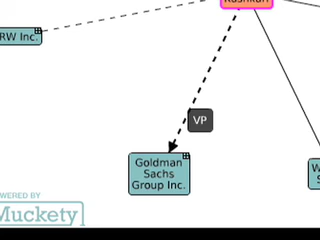 Kashkari
RW Inc.
VP
Goldman
Sachs
Group Inc.
W
S
WERED BY
Muckety